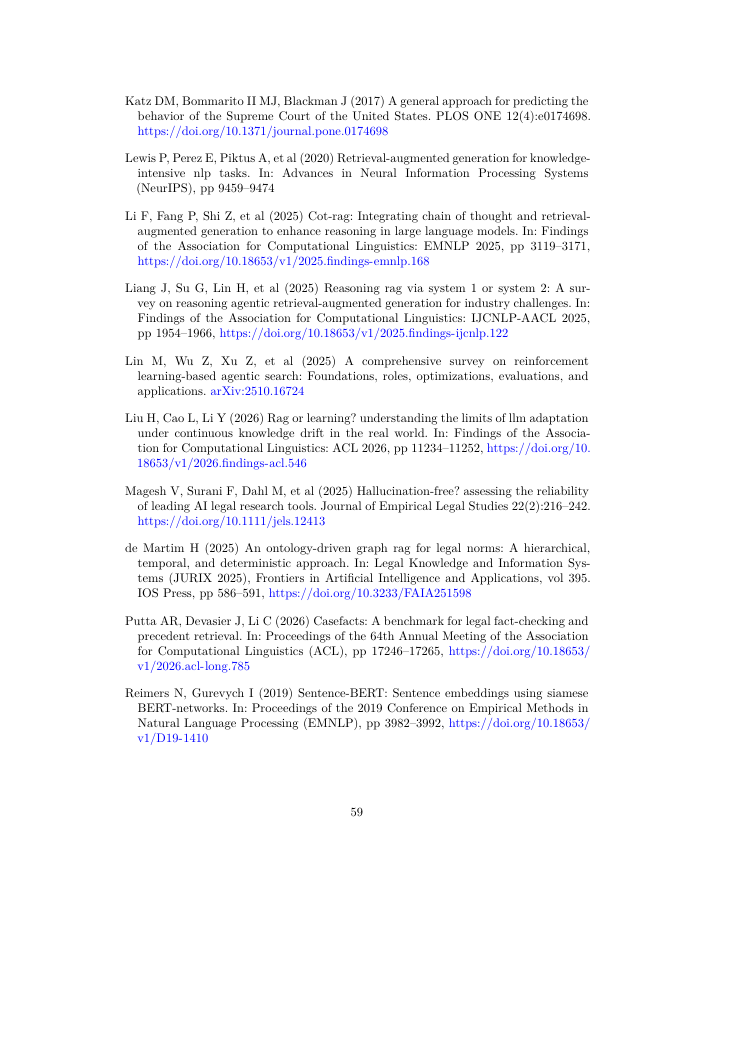 Katz DM, Bommarito II MJ, Blackman J (2017) A general approach for predicting the
behavior of the Supreme Court of the United States. PLOS ONE 12(4):e0174698.
https://doi.org/10.1371/journal.pone.0174698
Lewis P, Perez E, Piktus A, et al (2020) Retrieval-augmented generation for knowledge-
intensive nlp tasks. In: Advances in Neural Information Processing Systems
(NeurIPS), pp 9459–9474
Li F, Fang P, Shi Z, et al (2025) Cot-rag: Integrating chain of thought and retrieval-
augmented generation to enhance reasoning in large language models. In: Findings
of the Association for Computational Linguistics: EMNLP 2025, pp 3119–3171,
https://doi.org/10.18653/v1/2025.findings-emnlp.168
Liang J, Su G, Lin H, et al (2025) Reasoning rag via system 1 or system 2: A sur-
vey on reasoning agentic retrieval-augmented generation for industry challenges. In:
Findings of the Association for Computational Linguistics: IJCNLP-AACL 2025,
pp 1954–1966, https://doi.org/10.18653/v1/2025.findings-ijcnlp.122
Lin M, Wu Z, Xu Z, et al (2025) A comprehensive survey on reinforcement
learning-based agentic search: Foundations, roles, optimizations, evaluations, and
applications. arXiv:2510.16724
Liu H, Cao L, Li Y (2026) Rag or learning? understanding the limits of llm adaptation
under continuous knowledge drift in the real world. In: Findings of the Associa-
tion for Computational Linguistics: ACL 2026, pp 11234–11252, https://doi.org/10.
18653/v1/2026.findings-acl.546
Magesh V, Surani F, Dahl M, et al (2025) Hallucination-free? assessing the reliability
of leading AI legal research tools. Journal of Empirical Legal Studies 22(2):216–242.
https://doi.org/10.1111/jels.12413
de Martim H (2025) An ontology-driven graph rag for legal norms: A hierarchical,
temporal, and deterministic approach. In: Legal Knowledge and Information Sys-
tems (JURIX 2025), Frontiers in Artificial Intelligence and Applications, vol 395.
IOS Press, pp 586–591, https://doi.org/10.3233/FAIA251598
Putta AR, Devasier J, Li C (2026) Casefacts: A benchmark for legal fact-checking and
precedent retrieval. In: Proceedings of the 64th Annual Meeting of the Association
for Computational Linguistics (ACL), pp 17246–17265, https://doi.org/10.18653/
v1/2026.acl-long.785
Reimers N, Gurevych I (2019) Sentence-BERT: Sentence embeddings using siamese
BERT-networks. In: Proceedings of the 2019 Conference on Empirical Methods in
Natural Language Processing (EMNLP), pp 3982–3992, https://doi.org/10.18653/
v1/D19-1410
59